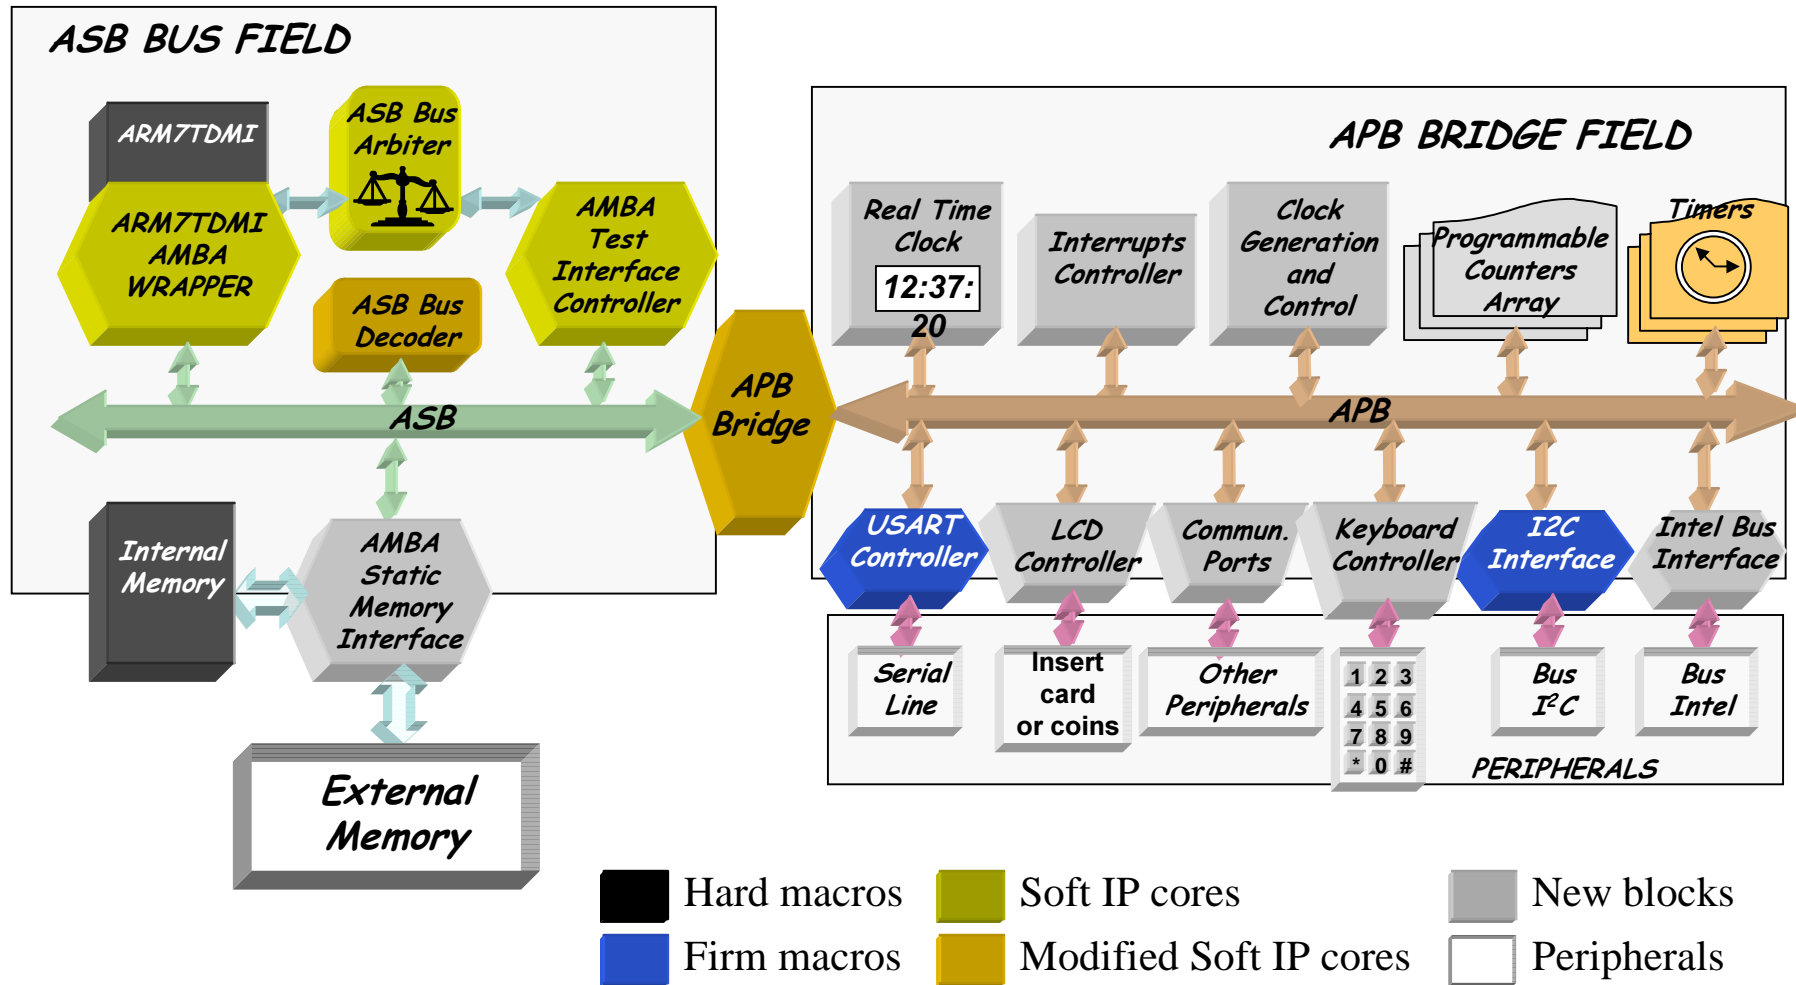 ASB BUS FIELD
ARM7TDMI
ASB Bus
Arbiter
ARM7TDMI
AMBA
WRAPPER
AMBA
Test
Interface
Controller
ASB Bus
Decoder
ASB
APB
Bridge
Internal
Memory
AMBA
Static
Memory
Interface
External
Memory
APB BRIDGE FIELD
Real Time
Clock
12:37:
20
Interrupts
Controller
Clock
Generation
and
Control
Programmable
Counters
Array
Timers
APB
USART
Controller
LCD
Controller
Commun.
Ports
Keyboard
Controller
I2C
Interface
Intel Bus
Interface
Serial
Line
Insert
card
or coins
Other
Peripherals
1 2 3
4 5 6
7 8 9
* 0 #
Bus
I²C
Bus
Intel
PERIPHERALS
Hard macros
Soft IP cores
New blocks
Firm macros
Modified Soft IP cores
Peripherals